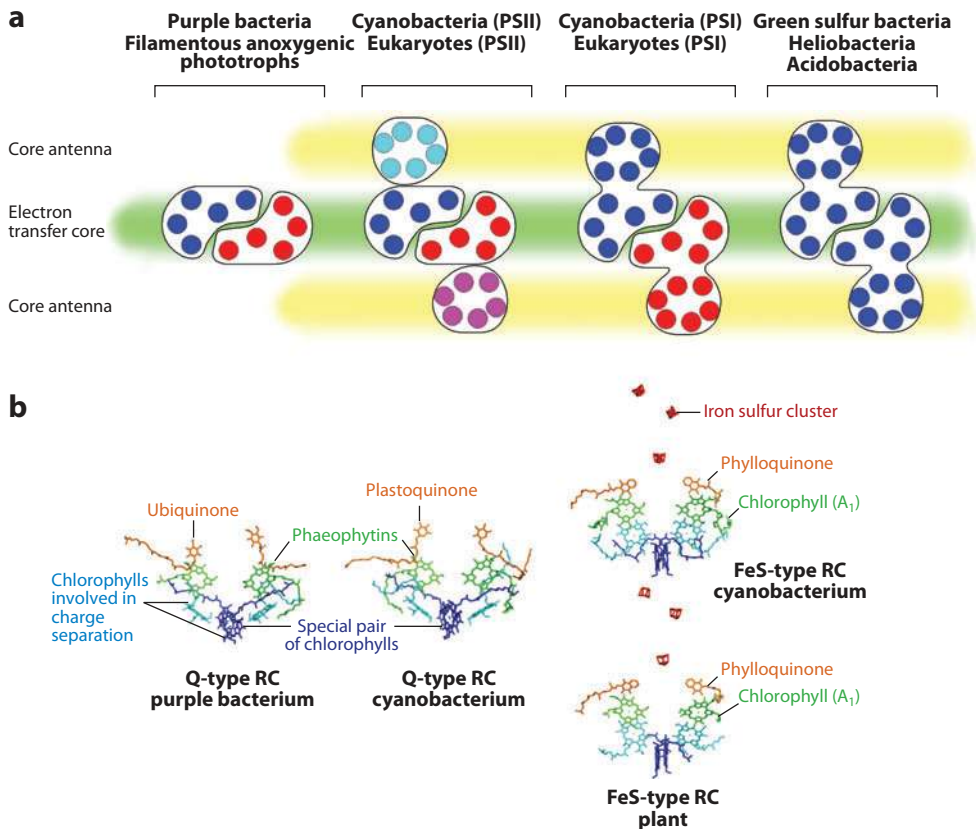 a
Purple bacteria
Filamentous anoxygenic
phototrophs
Cyanobacteria (PSII)
Eukaryotes (PSII)
Cyanobacteria (PSI)
Eukaryotes (PSI)
Green sulfur bacteria
Heliobacteria
Acidobacteria
Core antenna
Electron
transfer core
Core antenna
b
Iron sulfur cluster
Phylloquinone
Chlorophyll (A₁)
FeS-type RC
cyanobacterium
Ubiquinone
Plastoquinone
Phaeophytins
Chlorophylls
involved in
charge
separation
Special pair
of chlorophylls
Q-type RC
purple bacterium
Q-type RC
cyanobacterium
Phylloquinone
Chlorophyll (A₁)
FeS-type RC
plant